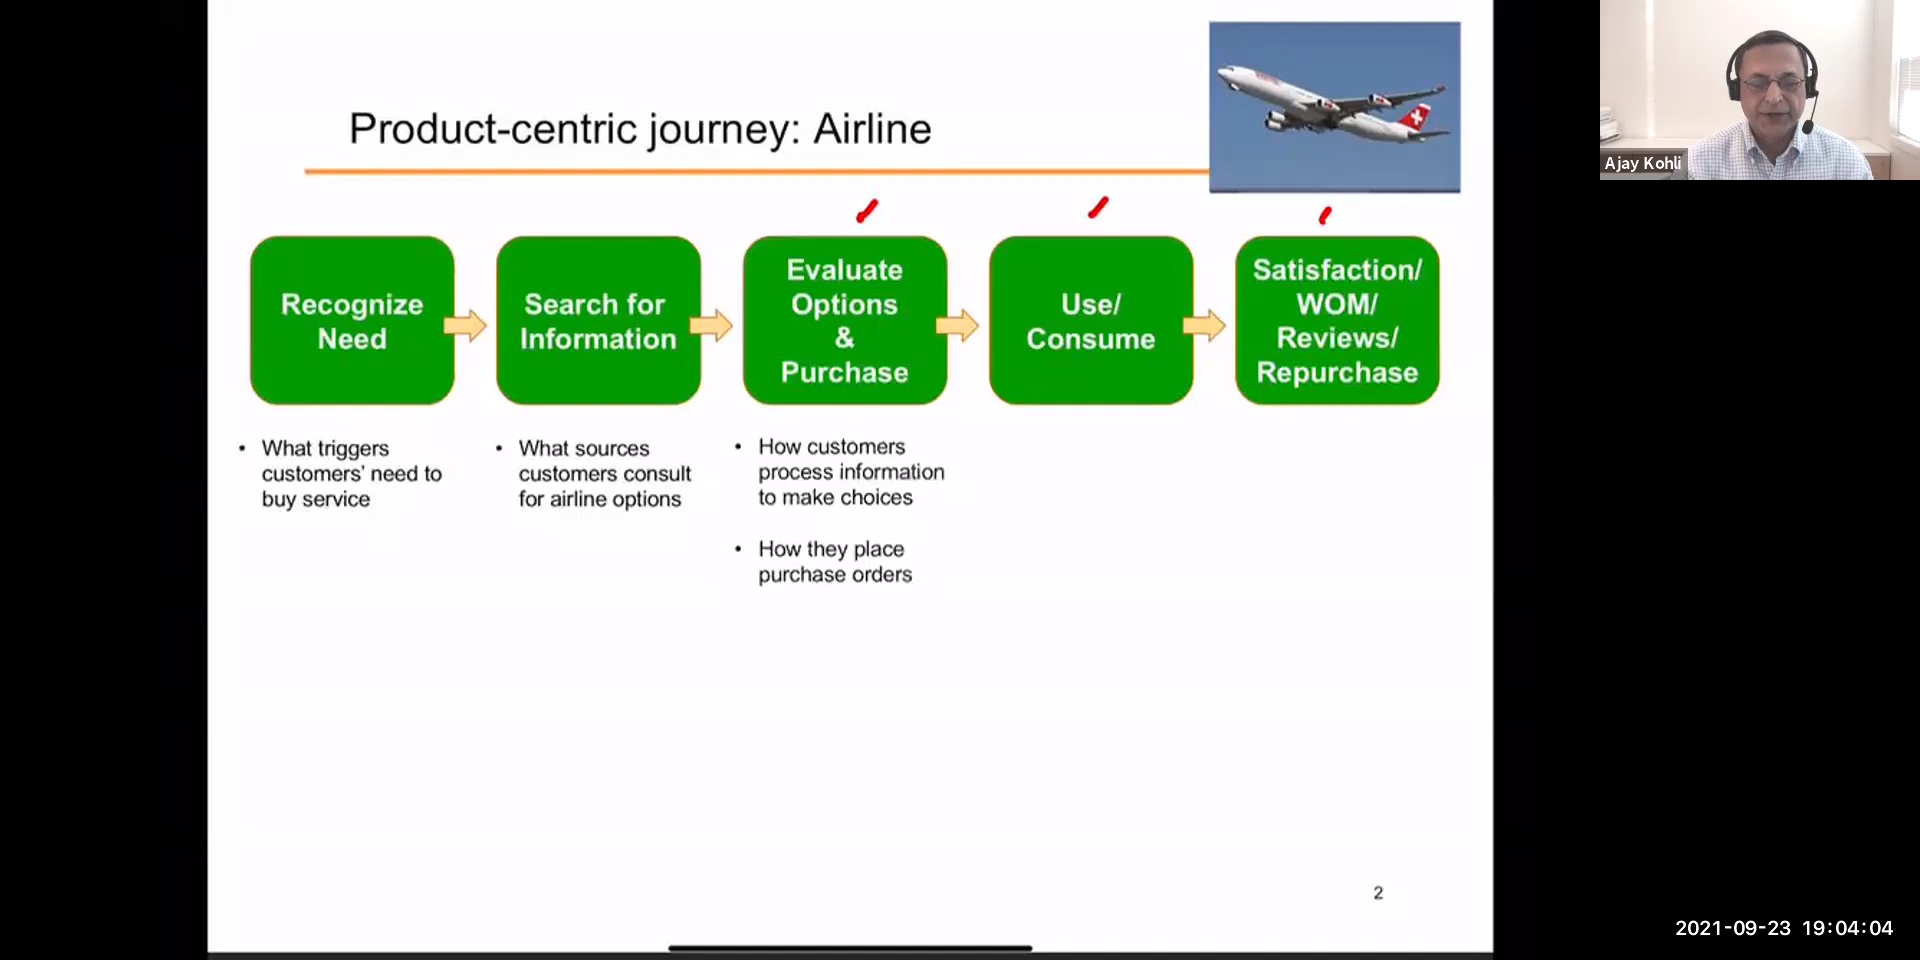 Product-centric journey: Airline
Ajay Kohli
Recognize
Need
Search for
Information
Evaluate
Options
&
Purchase
Use/
Consume
Satisfaction/
WOM/
Reviews/
Repurchase
• What triggers
customers' need to
buy service
• What sources
customers consult
for airline options
• How customers
process information
to make choices
• How they place
purchase orders
2
2021-09-23 19:04:04